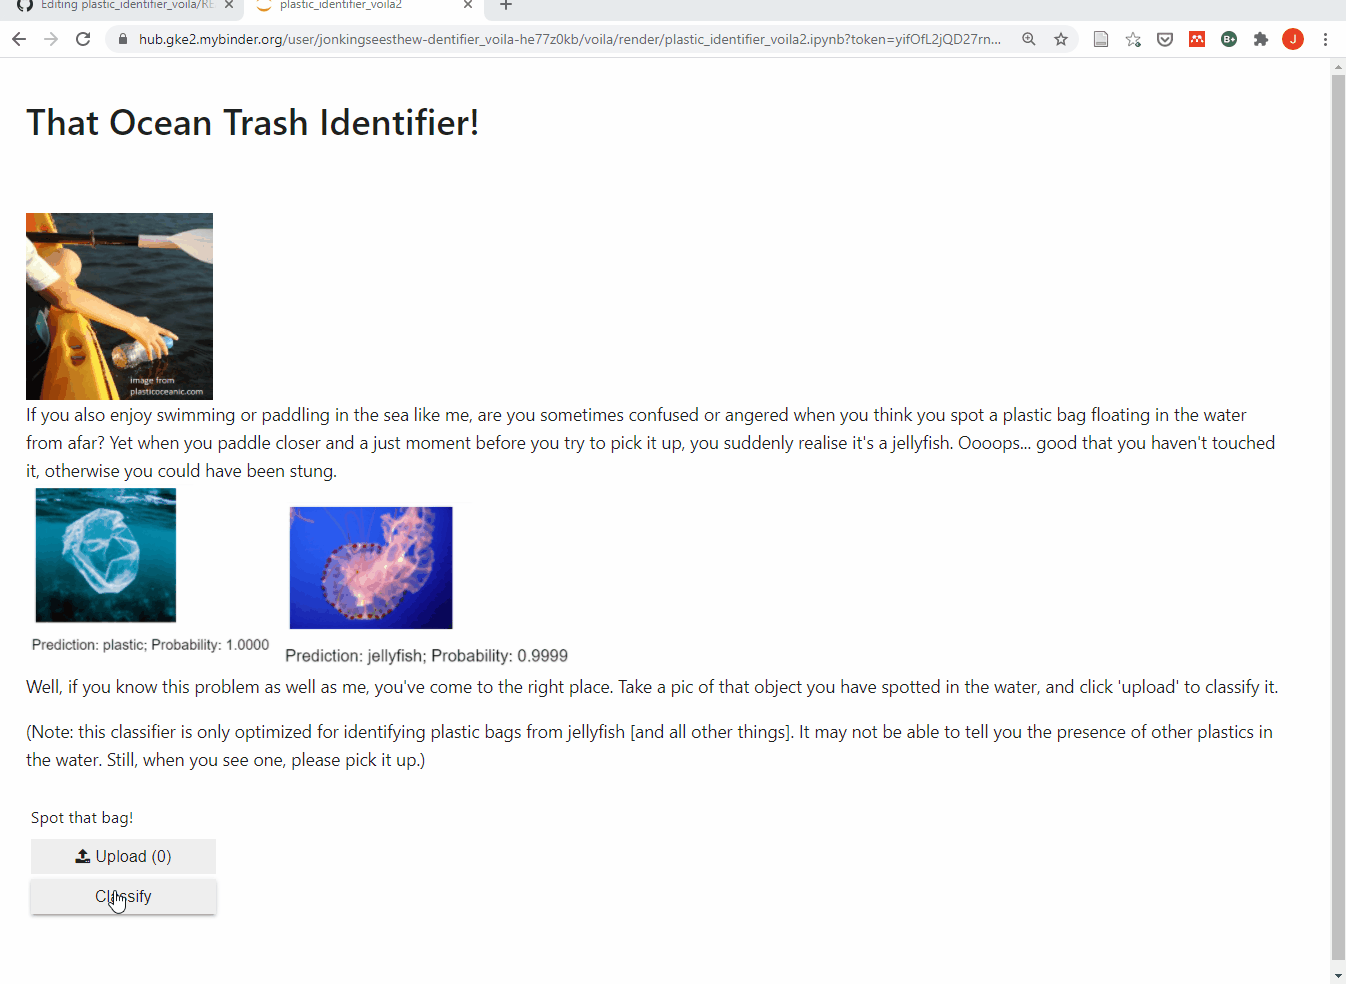 Editing plastic_identifier_voila/RE
plastic_identifier_voila2
hub.gke2.mybinder.org/user/jonkingseesthew-dentifier_voila-he77z0kb/voila/render/plastic_identifier_voila2.ipynb?token=yifOfL2jQD27rn...
B+
J
That Ocean Trash Identifier!
image from
plasticoceanic.com
If you also enjoy swimming or paddling in the sea like me, are you sometimes confused or angered when you think you spot a plastic bag floating in the water
from afar? Yet when you paddle closer and a just moment before you try to pick it up, you suddenly realise it's a jellyfish. Oooops... good that you haven't touched
it, otherwise you could have been stung.
Prediction: plastic; Probability: 1.0000
Prediction: jellyfish; Probability: 0.9999
Well, if you know this problem as well as me, you've come to the right place. Take a pic of that object you have spotted in the water, and click 'upload' to classify it.
(Note: this classifier is only optimized for identifying plastic bags from jellyfish [and all other things]. It may not be able to tell you the presence of other plastics in
the water. Still, when you see one, please pick it up.)
Spot that bag!
Upload (0)
Classify